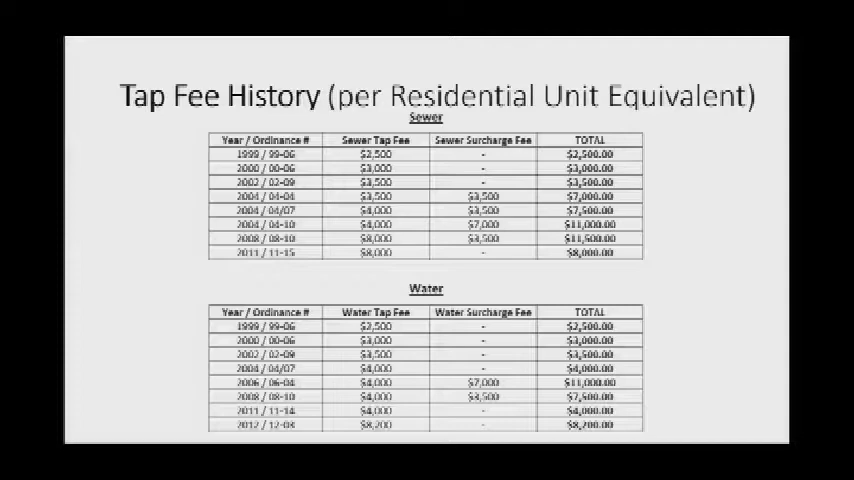 Tap Fee History (per Residential Unit Equivalent)
Sewer
Year / Ordinance # Sewer Tap Fee Sewer Surcharge Fee TOTAL
1999 / 99-06 $2,500 - $2,500.00
2000 / 00-06 $3,000 - $3,000.00
2002 / 02-09 $3,500 - $3,500.00
2004 / 04-04 $3,500 $3,500 $7,000.00
2004 / 04/07 $4,000 $3,500 $7,500.00
2004 / 04-10 $4,000 $7,000 $11,000.00
2008 / 08-10 $8,000 $3,500 $11,500.00
2011 / 11-15 $8,000 - $8,000.00
Water
Year / Ordinance # Water Tap Fee Water Surcharge Fee TOTAL
1999 / 99-06 $2,500 - $2,500.00
2000 / 00-06 $3,000 - $3,000.00
2002 / 02-09 $3,500 - $3,500.00
2004 / 04/07 $4,000 - $4,000.00
2006 / 06-04 $4,000 $7,000 $11,000.00
2008 / 08-10 $4,000 $3,500 $7,500.00
2011 / 11-14 $4,000 - $4,000.00
2012 / 12-03 $8,200 - $8,200.00